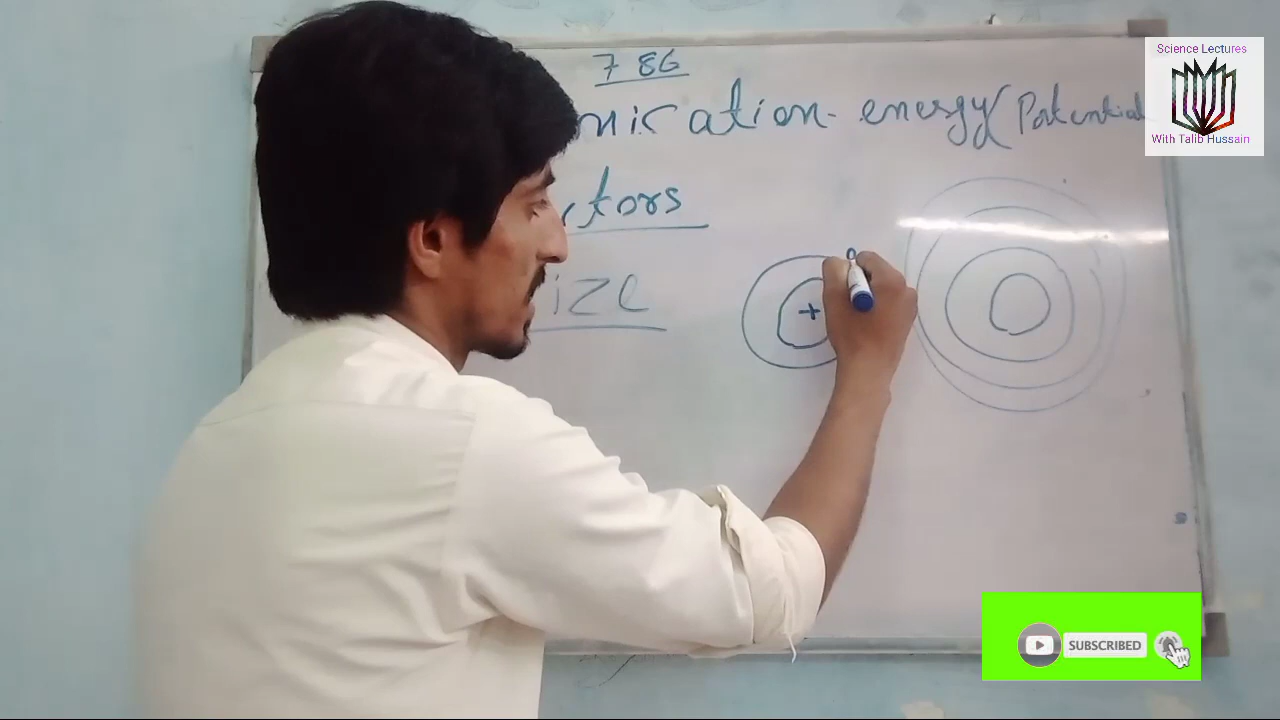 786
nication- energy (Potential
ctors
ize
+
Science Lectures
With Talib Hussain
SUBSCRIBED